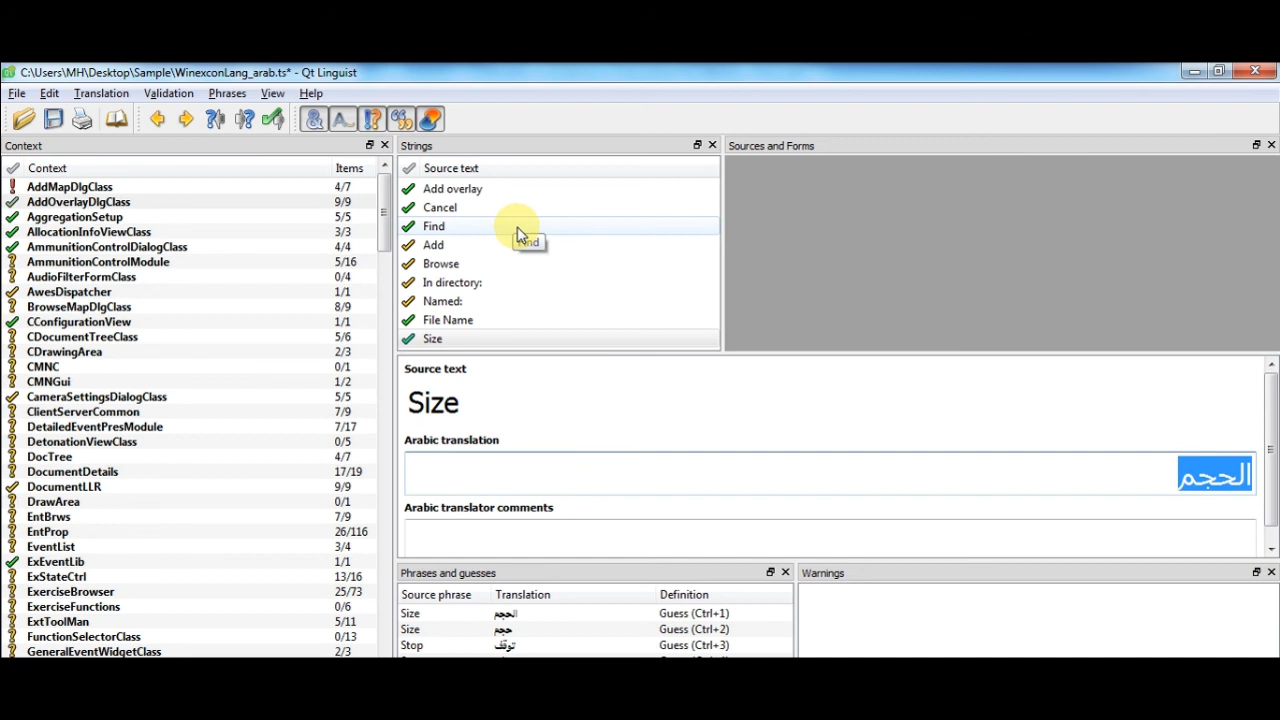 C:\Users\MH\Desktop\Sample\WinexconLang_arab.ts* - Qt Linguist
File Edit Translation Validation Phrases View Help
Context
Context Items
AddMapDlgClass 4/7
AddOverlayDlgClass 9/9
AggregationSetup 5/5
AllocationInfoViewClass 3/3
AmmunitionControlDialogClass 4/4
AmmunitionControlModule 5/16
AudioFilterFormClass 0/4
AwesDispatcher 1/1
BrowseMapDlgClass 8/9
CConfigurationView 1/1
CDocumentTreeClass 5/6
CDrawingArea 2/3
CMNC 0/1
CMNGui 1/2
CameraSettingsDialogClass 5/5
ClientServerCommon 7/9
DetailedEventPresModule 7/17
DetonationViewClass 0/5
DocTree 4/7
DocumentDetails 17/19
DocumentLLR 9/9
DrawArea 0/1
EntBrws 7/9
EntProp 26/116
EventList 3/4
ExEventLib 1/1
ExStateCtrl 13/16
ExerciseBrowser 25/73
ExerciseFunctions 0/6
ExtToolMan 5/11
FunctionSelectorClass 0/13
GeneralEventWidgetClass 2/3
Strings
Source text
Add overlay
Cancel
Find
Add
Browse
In directory:
Named:
File Name
Size
Sources and Forms
Source text
Size
Arabic translation
الحجم
Arabic translator comments
Phrases and guesses
Source phrase Translation Definition
Size الحجم Guess (Ctrl+1)
Size حجم Guess (Ctrl+2)
Stop توقّف Guess (Ctrl+3)
Warnings